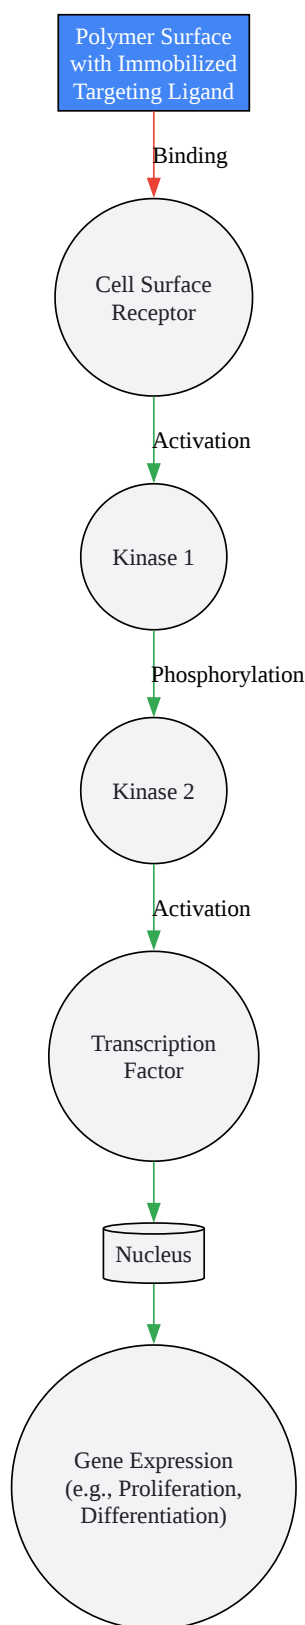 Polymer Surface
with Immobilized
Targeting Ligand
Binding
Cell Surface
Receptor
Activation
Kinase 1
Phosphorylation
Kinase 2
Activation
Transcription
Factor
Nucleus
Gene Expression
(e.g., Proliferation,
Differentiation)